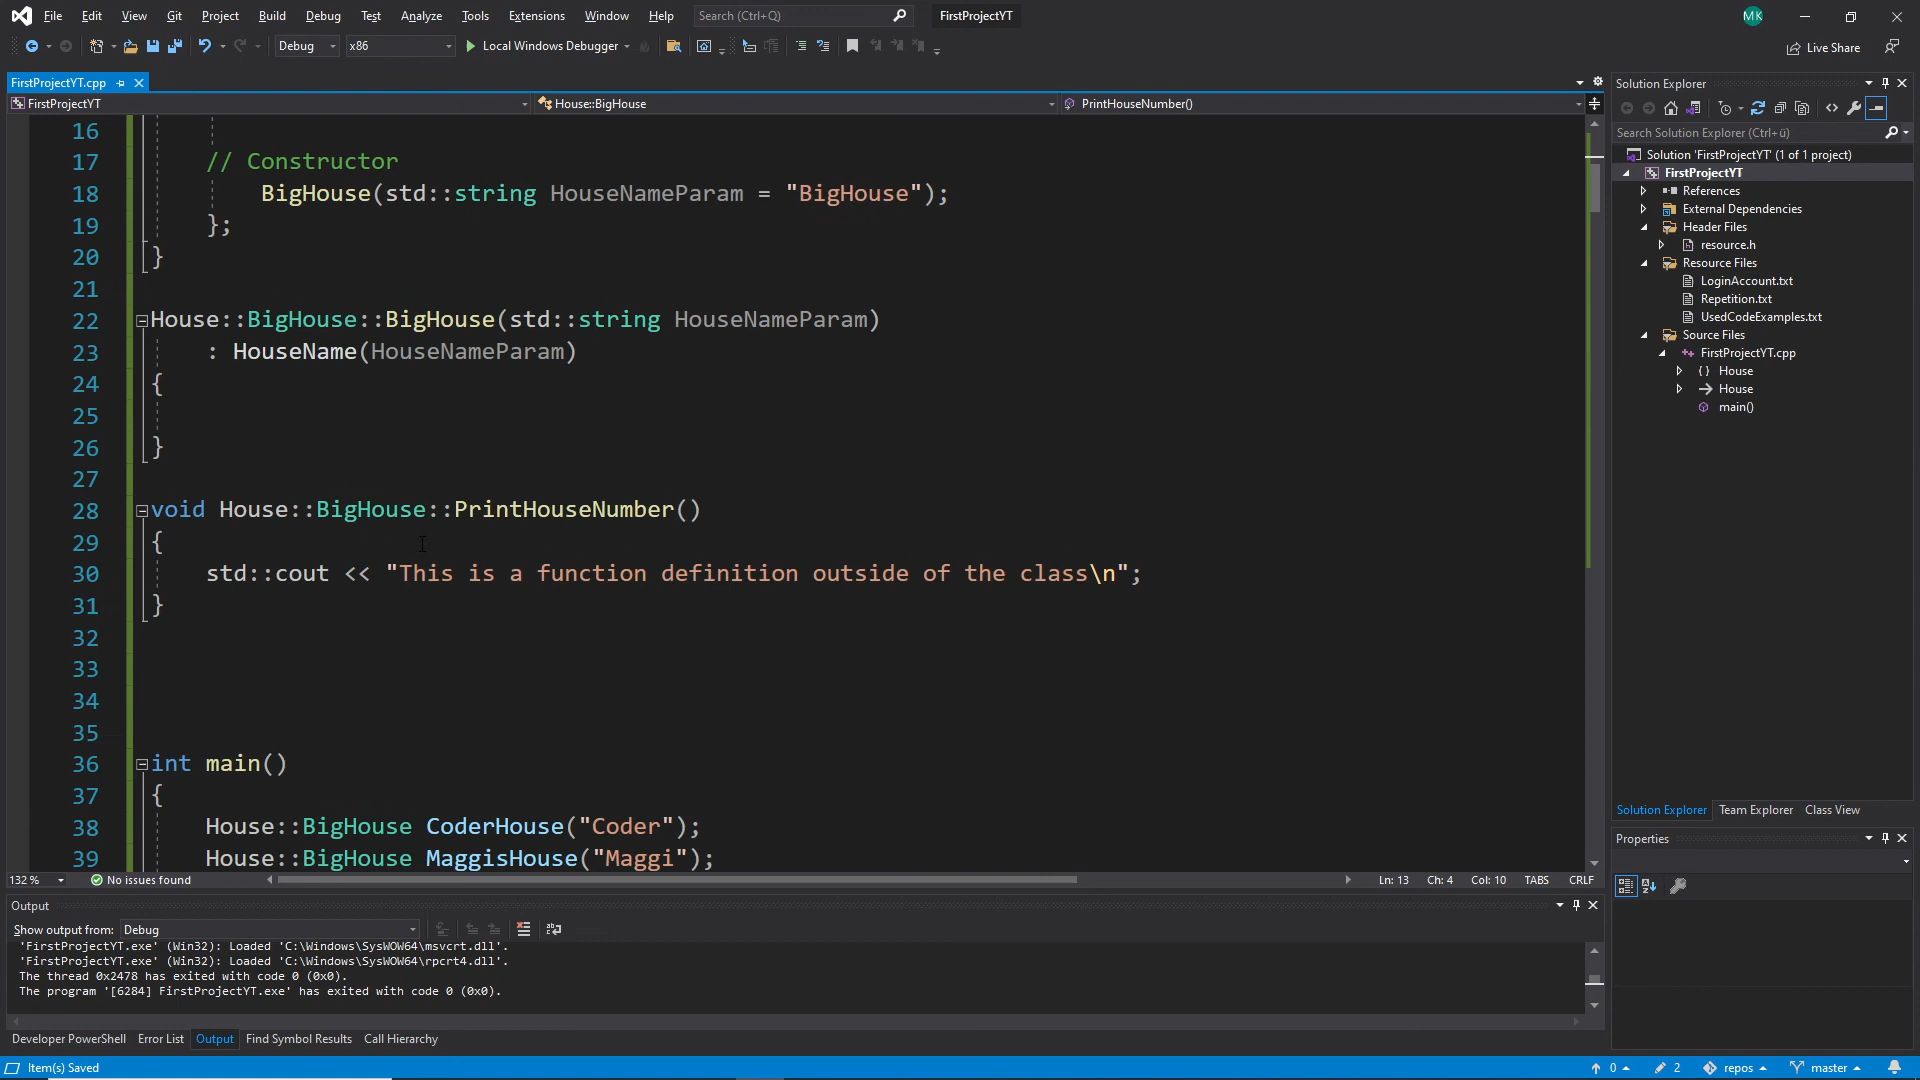 File Edit View Git Project Build Debug Test Analyze Tools Extensions Window Help Search (Ctrl+Q) FirstProjectYT MK
Debug x86 Local Windows Debugger Live Share
FirstProjectYT.cpp
FirstProjectYT House::BigHouse PrintHouseNumber()
16
17 // Constructor
18 BigHouse(std::string HouseNameParam = "BigHouse");
19 };
20 }
21
22 House::BigHouse::BigHouse(std::string HouseNameParam)
23 : HouseName(HouseNameParam)
24 {
25
26 }
27
28 void House::BigHouse::PrintHouseNumber()
29 {
30 std::cout << "This is a function definition outside of the class\n";
31 }
32
33
34
35
36 int main()
37 {
38 House::BigHouse CoderHouse("Coder");
39 House::BigHouse MaggisHouse("Maggi");
132 % No issues found Ln: 13 Ch: 4 Col: 10 TABS CRLF
Output
Show output from: Debug
'FirstProjectYT.exe' (Win32): Loaded 'C:\Windows\SysWOW64\msvcrt.dll'.
'FirstProjectYT.exe' (Win32): Loaded 'C:\Windows\SysWOW64\rpcrt4.dll'.
The thread 0x2478 has exited with code 0 (0x0).
The program '[6284] FirstProjectYT.exe' has exited with code 0 (0x0).
Developer PowerShell Error List Output Find Symbol Results Call Hierarchy
Solution Explorer
Search Solution Explorer (Ctrl+ü)
Solution 'FirstProjectYT' (1 of 1 project)
FirstProjectYT
References
External Dependencies
Header Files
resource.h
Resource Files
LoginAccount.txt
Repetition.txt
UsedCodeExamples.txt
Source Files
FirstProjectYT.cpp
House
House
main()
Solution Explorer Team Explorer Class View
Properties
Item(s) Saved 0 2 repos master